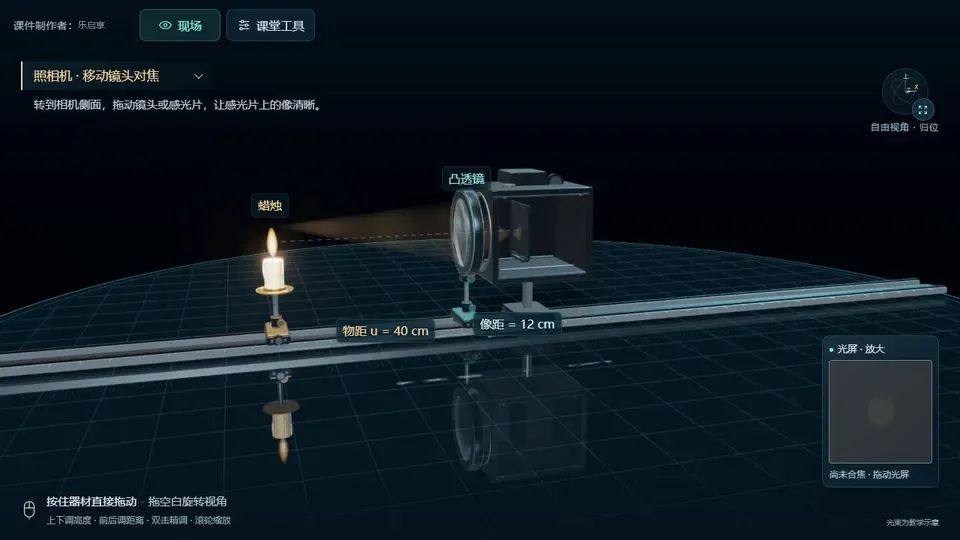 课件制作者：乐启享
现场
课堂工具
照相机 · 移动镜头对焦
转到相机侧面，拖动镜头或感光片，让感光片上的像清晰。
自由视角 · 归位
凸透镜
蜡烛
物距 u = 40 cm
像距 = 12 cm
光屏 · 放大
尚未合焦 · 拖动光屏
按住器材直接拖动 · 拖空白旋转视角
上下调高度 · 前后调距离 · 双击精调 · 滚轮缩放
光束为教学示意